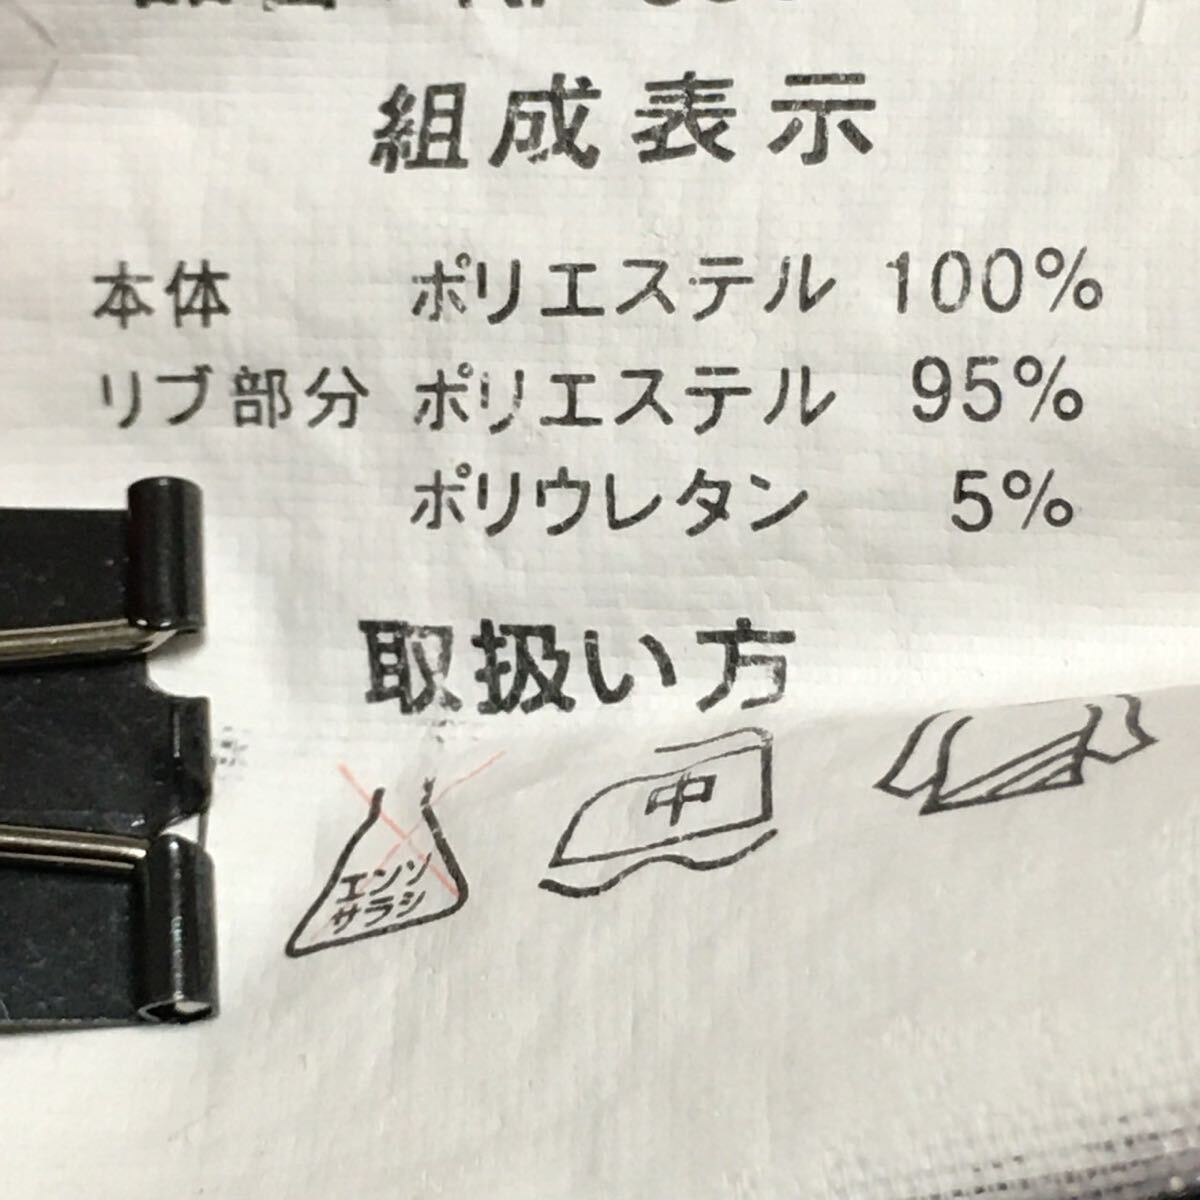 組成表示
本体 ポリエステル 100%
リブ部分 ポリエステル 95%
ポリウレタン 5%
取扱い方
エンソ
サラシ
中